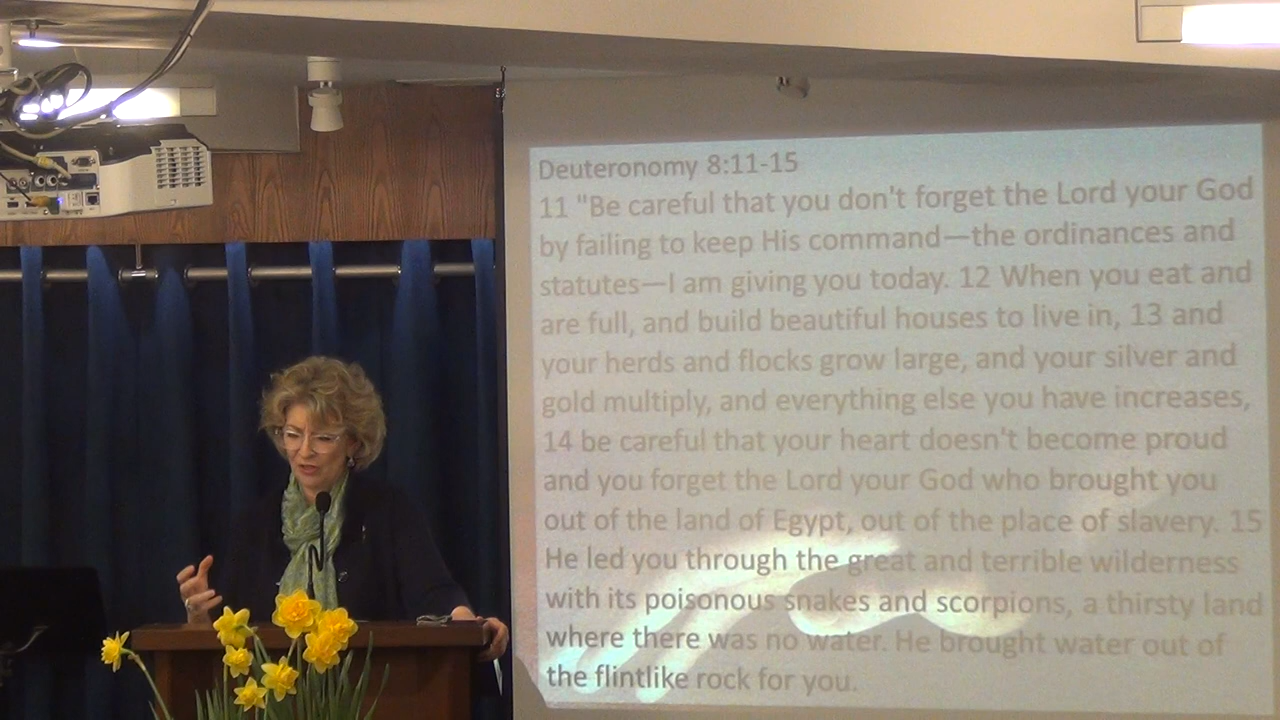 Deuteronomy 8:11-15
11 "Be careful that you don't forget the Lord your God
by failing to keep His command—the ordinances and
statutes—I am giving you today. 12 When you eat and
are full, and build beautiful houses to live in, 13 and
your herds and flocks grow large, and your silver and
gold multiply, and everything else you have increases,
14 be careful that your heart doesn't become proud
and you forget the Lord your God who brought you
out of the land of Egypt, out of the place of slavery. 15
He led you through the great and terrible wilderness
with its poisonous snakes and scorpions, a thirsty land
where there was no water. He brought water out of
the flintlike rock for you.